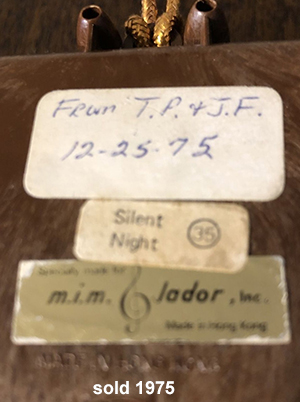 From T.P. & J.F.
12-25-75
Silent
Night
35
Specially made for
m.i.m. lador, Inc.
Made in Hong Kong
MADE IN HONG KONG
sold 1975